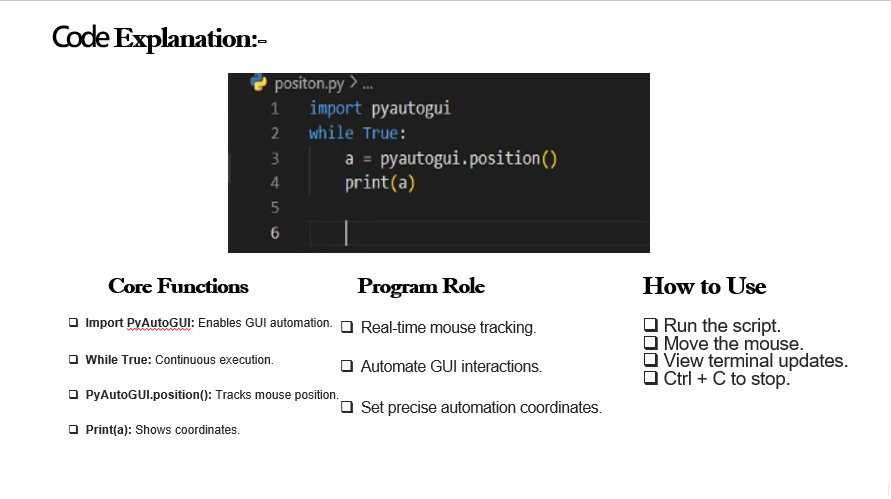 Code Explanation:-
positon.py > ...
1 import pyautogui
2 while True:
3 a = pyautogui.position()
4 print(a)
5
6
Core Functions
Import PyAutoGUI: Enables GUI automation.
While True: Continuous execution.
PyAutoGUI.position(): Tracks mouse position.
Print(a): Shows coordinates.
Program Role
Real-time mouse tracking.
Automate GUI interactions.
Set precise automation coordinates.
How to Use
Run the script.
Move the mouse.
View terminal updates.
Ctrl + C to stop.